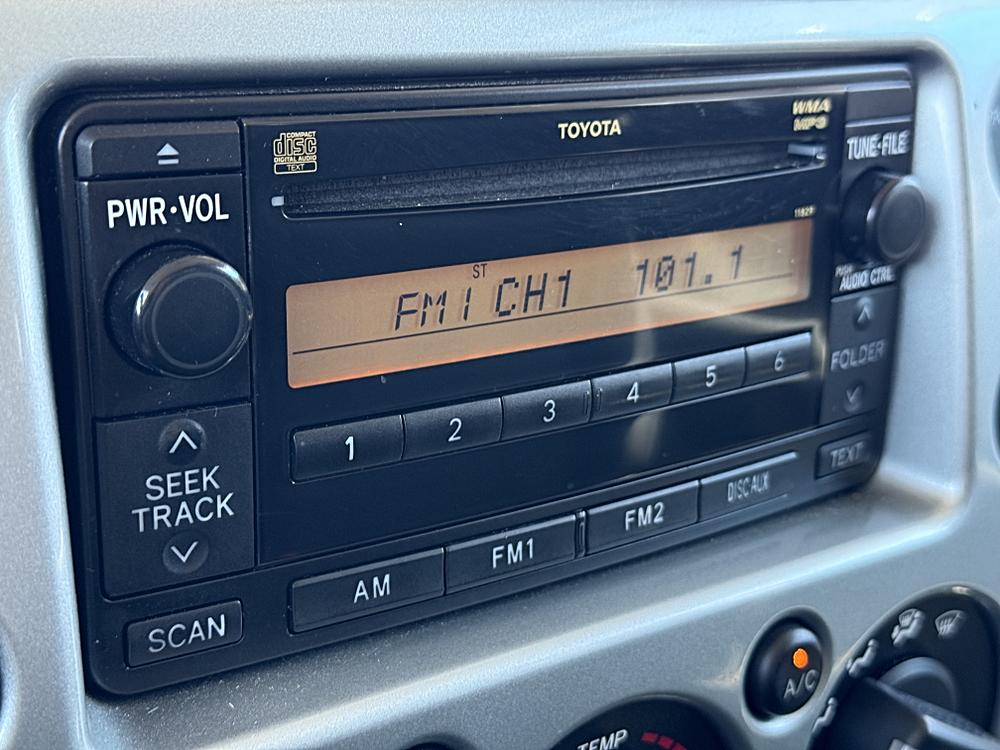 COMPACT
disc
DIGITAL AUDIO
TEXT
TOYOTA
WMA
MP3
TUNE•FILE
PWR•VOL
11828
ST
FM1 CH1 101.1
PUSH
AUDIO CTRL
FOLDER
1 2 3 4 5 6
SEEK
TRACK
TEXT
AM FM1 FM2 DISC•AUX
SCAN
A/C
TEMP